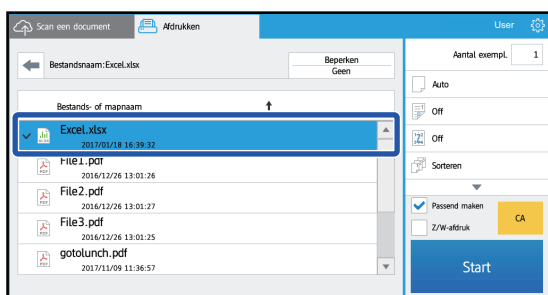 Scan een document
Afdrukken
User
Bestandsnaam:Excel.xlsx
Beperken
Geen
Aantal exempl. 1
Bestands- of mapnaam
Auto
Excel.xlsx
2017/01/18 16:39:32
Off
File1.pdf
2016/12/26 13:01:26
Off
File2.pdf
2016/12/26 13:01:27
Sorteren
File3.pdf
2016/12/26 13:01:25
Passend maken
Z/W-afdruk
CA
gotolunch.pdf
2017/11/09 11:36:57
Start